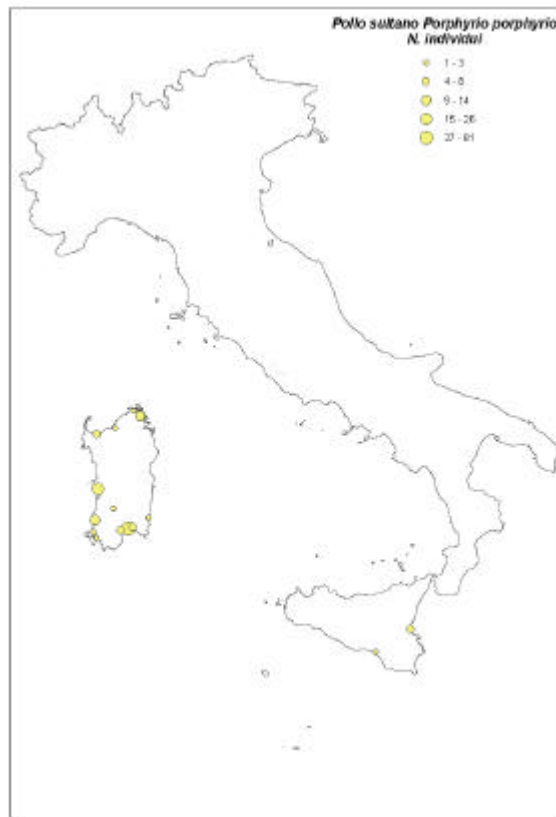 Pollo sultano Porphyrio porphyrio
N. individui
1 - 3
4 - 8
9 - 14
15 - 26
27 - 81